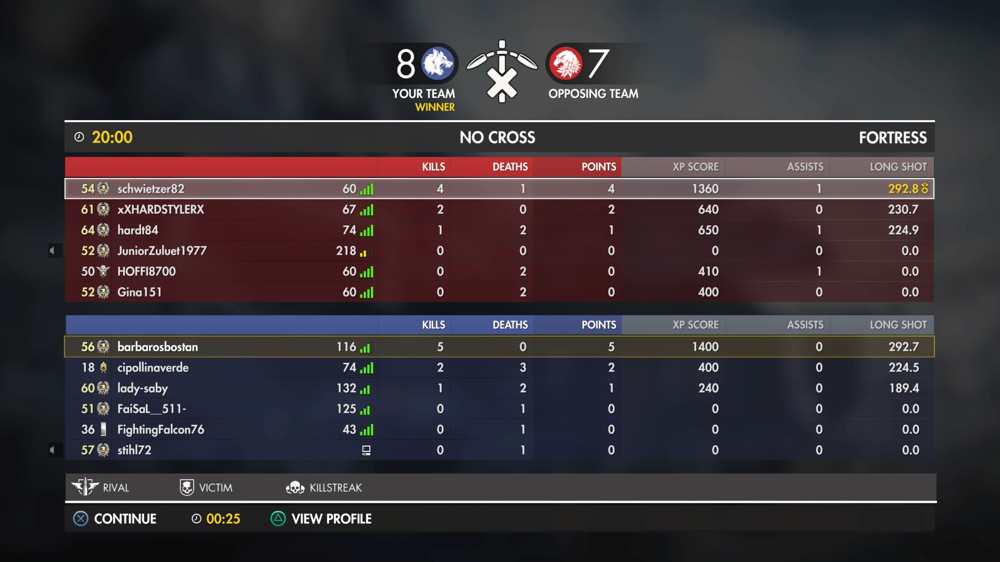 8 7
YOUR TEAM OPPOSING TEAM
WINNER
20:00 NO CROSS FORTRESS
KILLS DEATHS POINTS XP SCORE ASSISTS LONG SHOT
54 schwietzer82 60 4 1 4 1360 1 292.8
61 xXHARDSTYLERX 67 2 0 2 640 0 230.7
64 hardt84 74 1 2 1 650 1 224.9
52 JuniorZuluet1977 218 0 0 0 0 0 0.0
50 HOFFI8700 60 0 2 0 410 1 0.0
52 Gina151 60 0 2 0 400 0 0.0
KILLS DEATHS POINTS XP SCORE ASSISTS LONG SHOT
56 barbarosbostan 116 5 0 5 1400 0 292.7
18 cipollinaverde 74 2 3 2 400 0 224.5
60 lady-saby 132 1 2 1 240 0 189.4
51 FaiSaL__511- 125 0 1 0 0 0 0.0
36 FightingFalcon76 43 0 1 0 0 0 0.0
57 stihl72 0 1 0 0 0 0.0
RIVAL VICTIM KILLSTREAK
CONTINUE 00:25 VIEW PROFILE